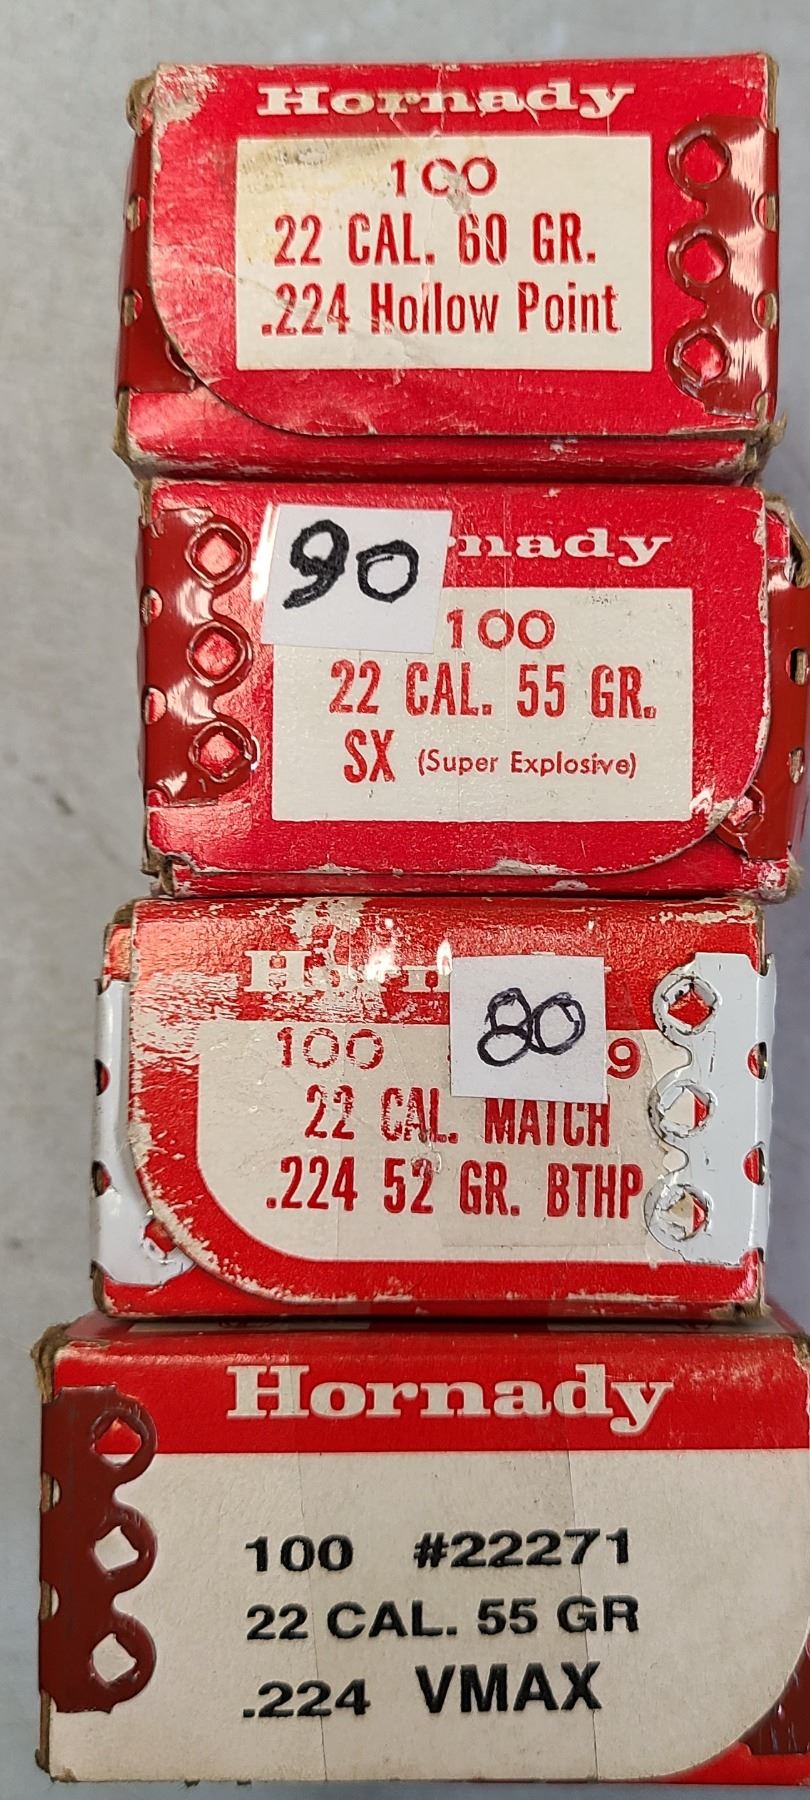 Hornady
100
22 CAL. 60 GR.
.224 Hollow Point
90
nady
100
22 CAL. 55 GR.
SX (Super Explosive)
80
100 9
22 CAL. MATCH
.224 52 GR. BTHP
Hornady
100 #22271
22 CAL. 55 GR
.224 VMAX